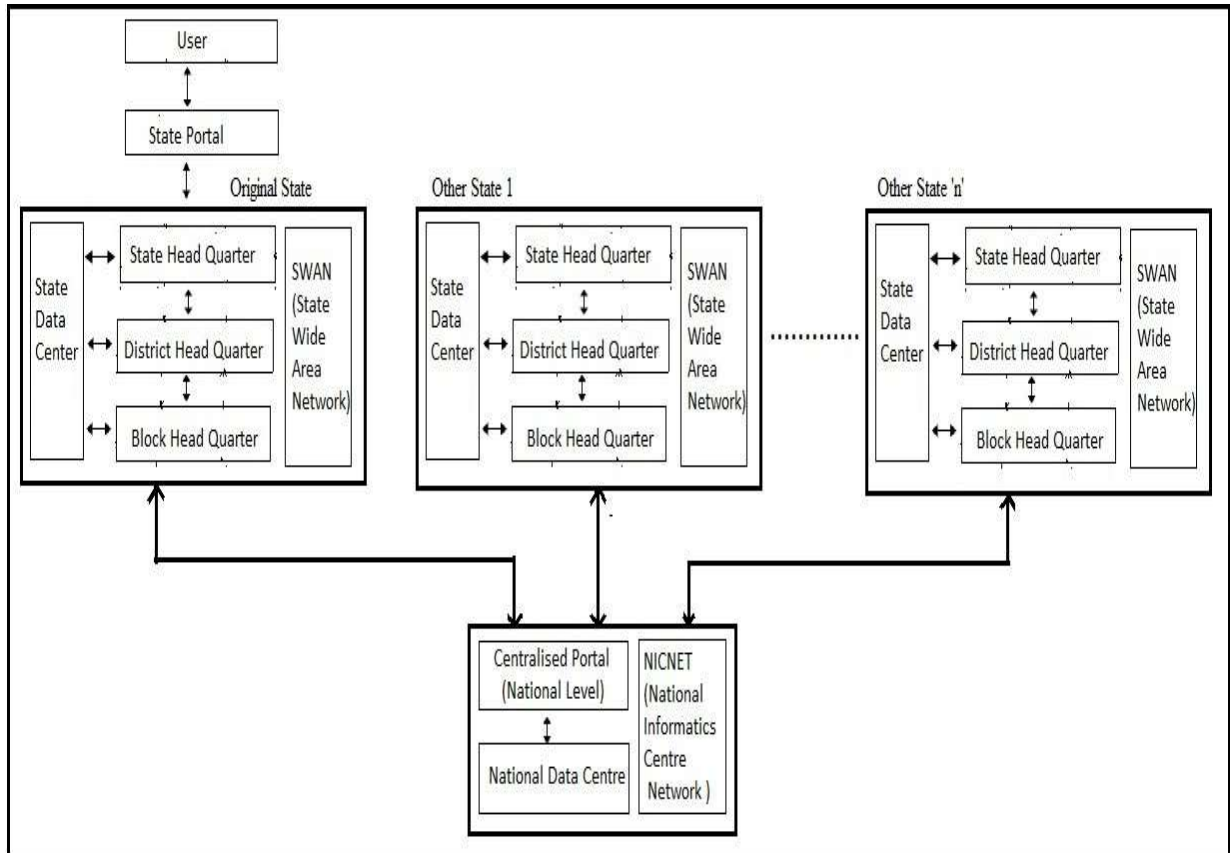 User
State Portal
Original State
State
Data
Center
State Head Quarter
District Head Quarter
Block Head Quarter
SWAN
(State
Wide
Area
Network)
Other State 1
State
Data
Center
State Head Quarter
District Head Quarter
Block Head Quarter
SWAN
(State
Wide
Area
Network)
Other State 'n'
State
Data
Center
State Head Quarter
District Head Quarter
Block Head Quarter
SWAN
(State
Wide
Area
Network)
Centralised Portal
(National Level)
National Data Centre
NICNET
(National
Informatics
Centre
Network )